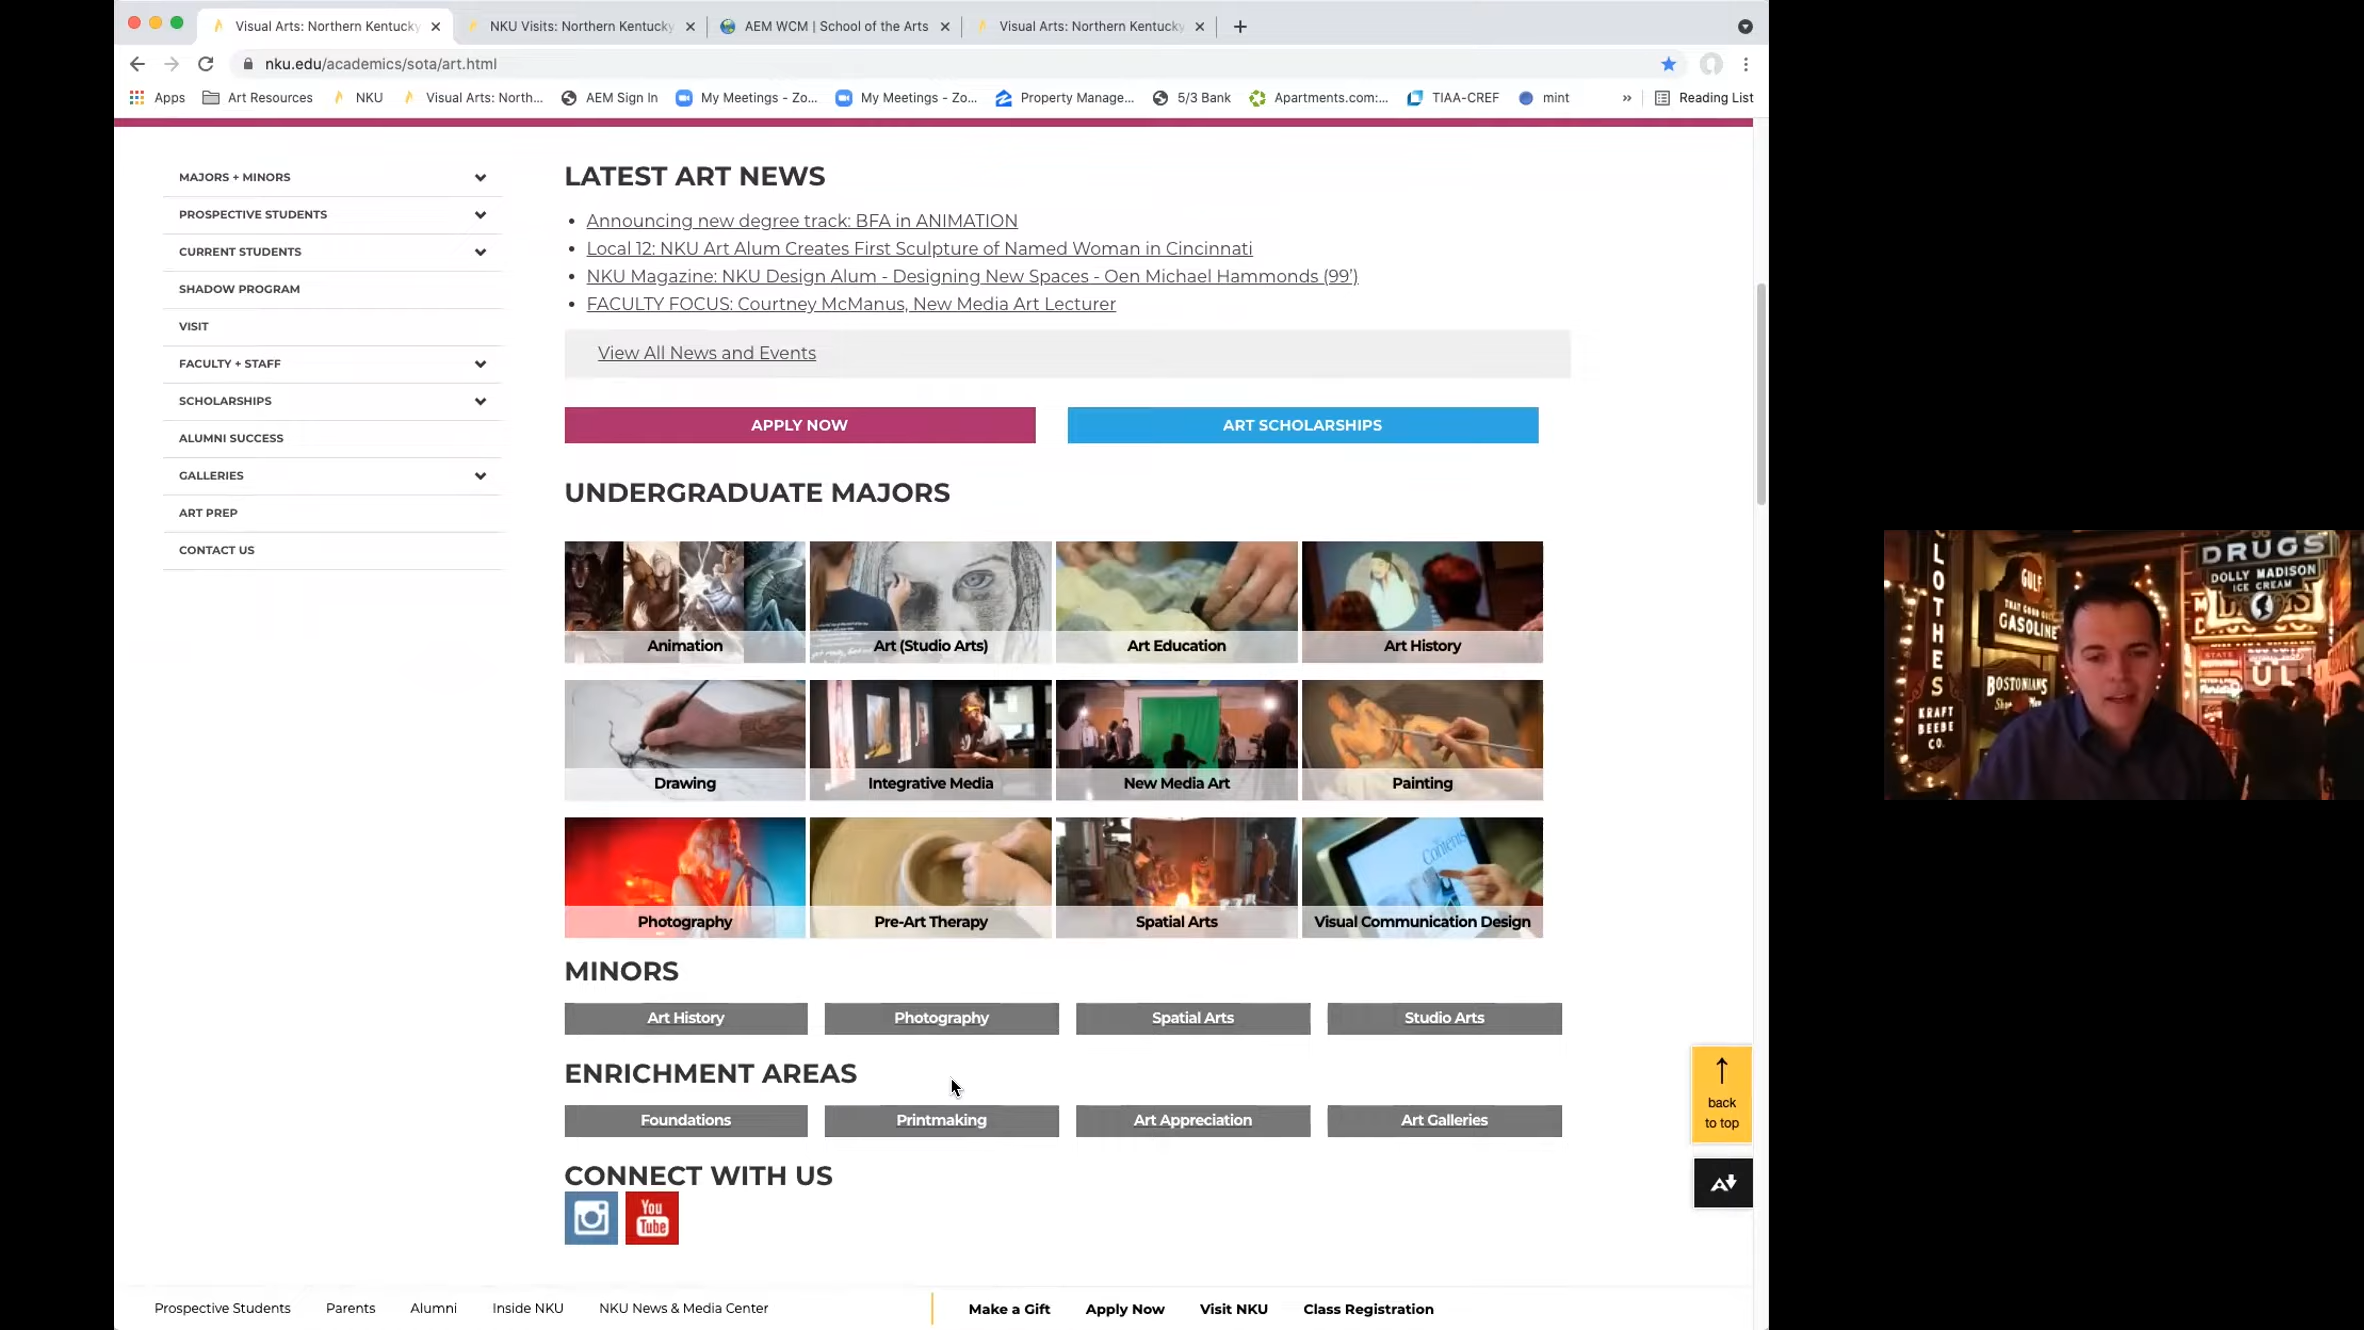 Visual Arts: Northern Kentucky
NKU Visits: Northern Kentucky
AEM WCM | School of the Arts
Visual Arts: Northern Kentucky
nku.edu/academics/sota/art.html
Apps
Art Resources
NKU
Visual Arts: North...
AEM Sign In
My Meetings - Zo...
My Meetings - Zo...
Property Manage...
5/3 Bank
Apartments.com:...
TIAA-CREF
mint
»
Reading List
MAJORS + MINORS
PROSPECTIVE STUDENTS
CURRENT STUDENTS
SHADOW PROGRAM
VISIT
FACULTY + STAFF
SCHOLARSHIPS
ALUMNI SUCCESS
GALLERIES
ART PREP
CONTACT US
LATEST ART NEWS
• Announcing new degree track: BFA in ANIMATION
• Local 12: NKU Art Alum Creates First Sculpture of Named Woman in Cincinnati
• NKU Magazine: NKU Design Alum - Designing New Spaces - Oen Michael Hammonds (99')
• FACULTY FOCUS: Courtney McManus, New Media Art Lecturer
View All News and Events
APPLY NOW
ART SCHOLARSHIPS
UNDERGRADUATE MAJORS
Animation
Art (Studio Arts)
Art Education
Art History
Drawing
Integrative Media
New Media Art
Painting
Photography
Pre-Art Therapy
Spatial Arts
Contents
Visual Communication Design
MINORS
Art History
Photography
Spatial Arts
Studio Arts
ENRICHMENT AREAS
Foundations
Printmaking
Art Appreciation
Art Galleries
CONNECT WITH US
You
Tube
back
to top
Prospective Students
Parents
Alumni
Inside NKU
NKU News & Media Center
Make a Gift
Apply Now
Visit NKU
Class Registration
LOTHES
KRAFT
BEEBE
CO.
GULF
THAT GOOD
GASOLINE
BOSTONIANS
DRUGS
DOLLY MADISON
ICE CREAM
STATE